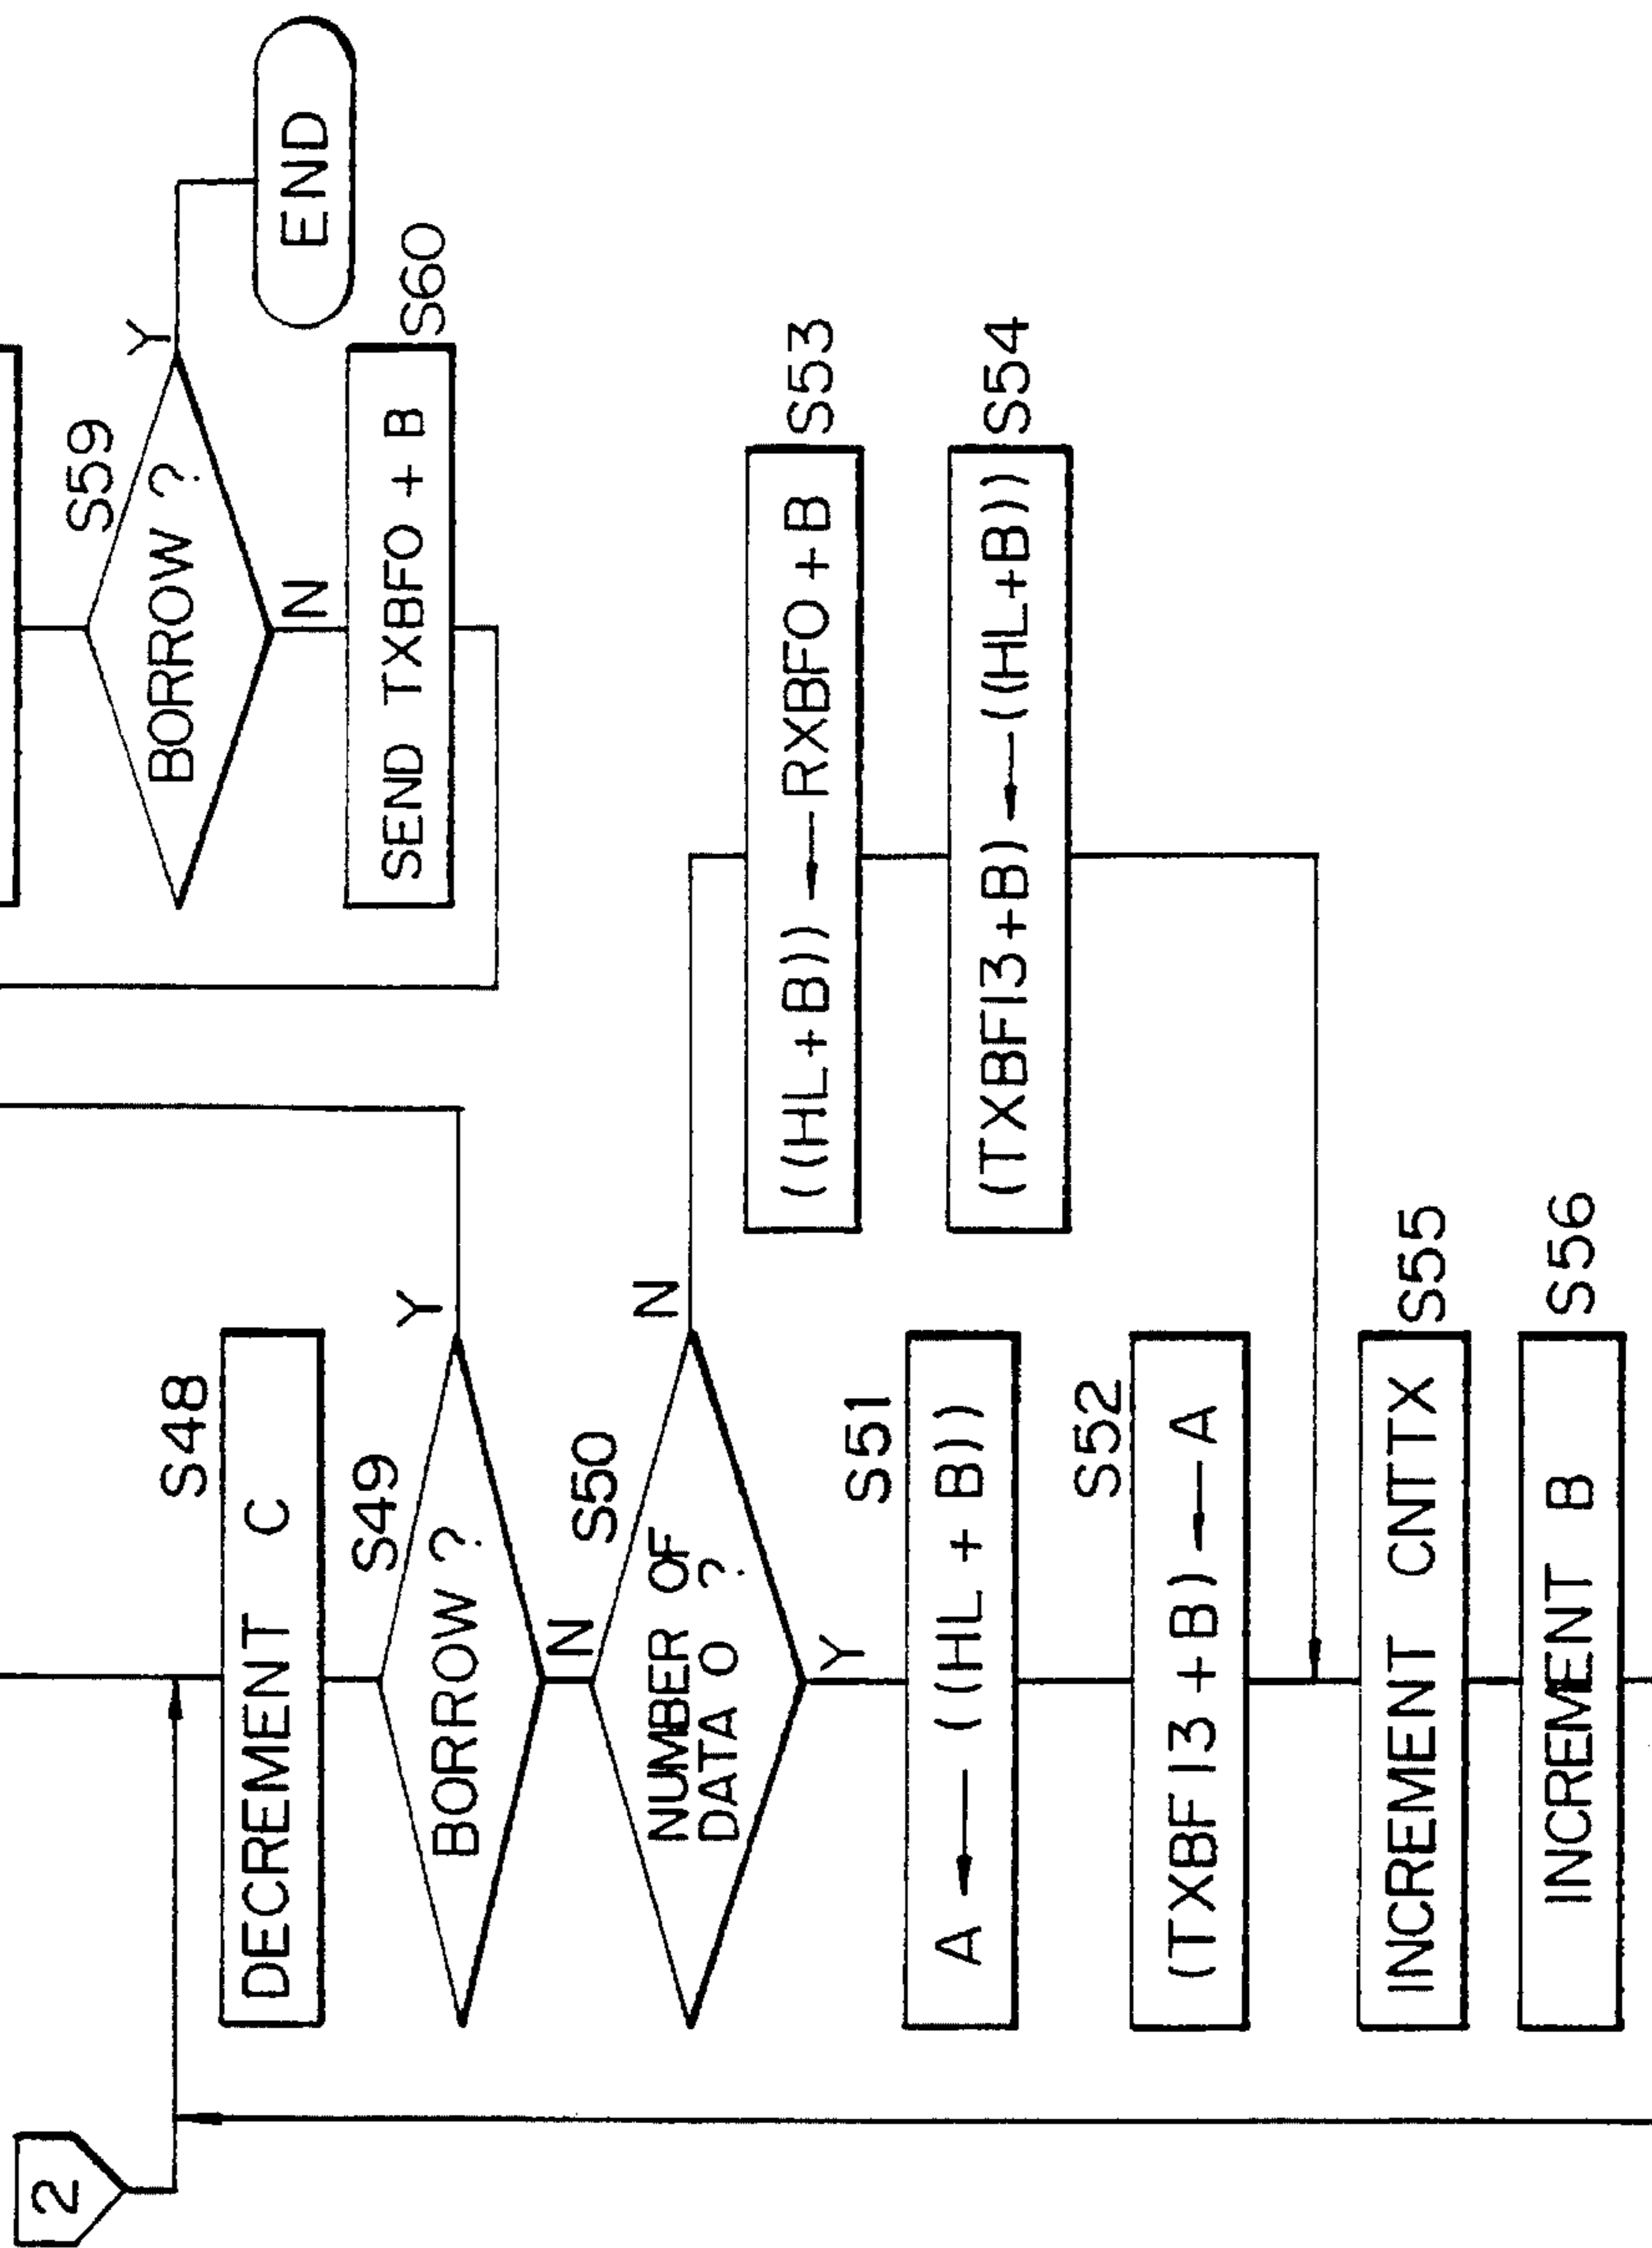 2
S48
DECREMENT C
S49
BORROW ?
Y
N
S50
NUMBER OF
DATA 0 ?
N
Y
S51
A ← ((HL + B))
S52
(TXBF13+B) ← A
S53
((HL+B)) ← RXBF0+B
S54
(TXBF13+B) ← ((HL+B))
S55
INCREMENT CNTTX
S56
INCREMENT B
S59
BORROW ?
Y
N
END
S60
SEND TXBF0 + B